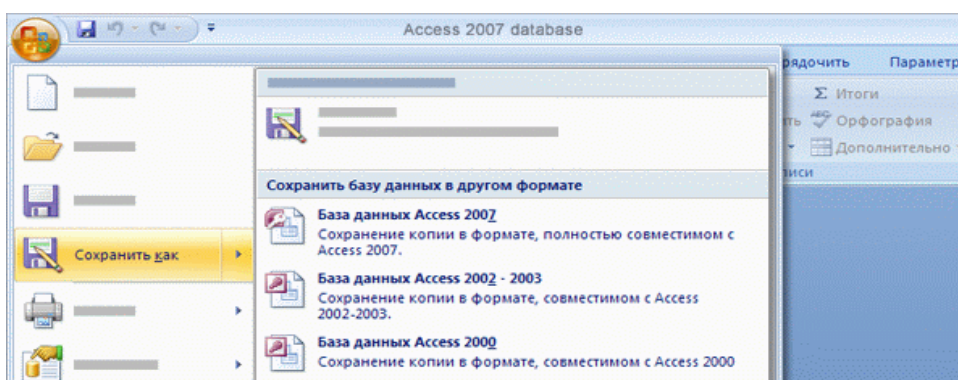 Access 2007 database
рядочить Параметр
Σ Итоги
ть Орфография
Дополнительно
иси
Сохранить базу данных в другом формате
База данных Access 2007
Сохранение копии в формате, полностью совместимом с
Access 2007.
Сохранить как
База данных Access 2002 - 2003
Сохранение копии в формате, совместимом с Access
2002-2003.
База данных Access 2000
Сохранение копии в формате, совместимом с Access 2000